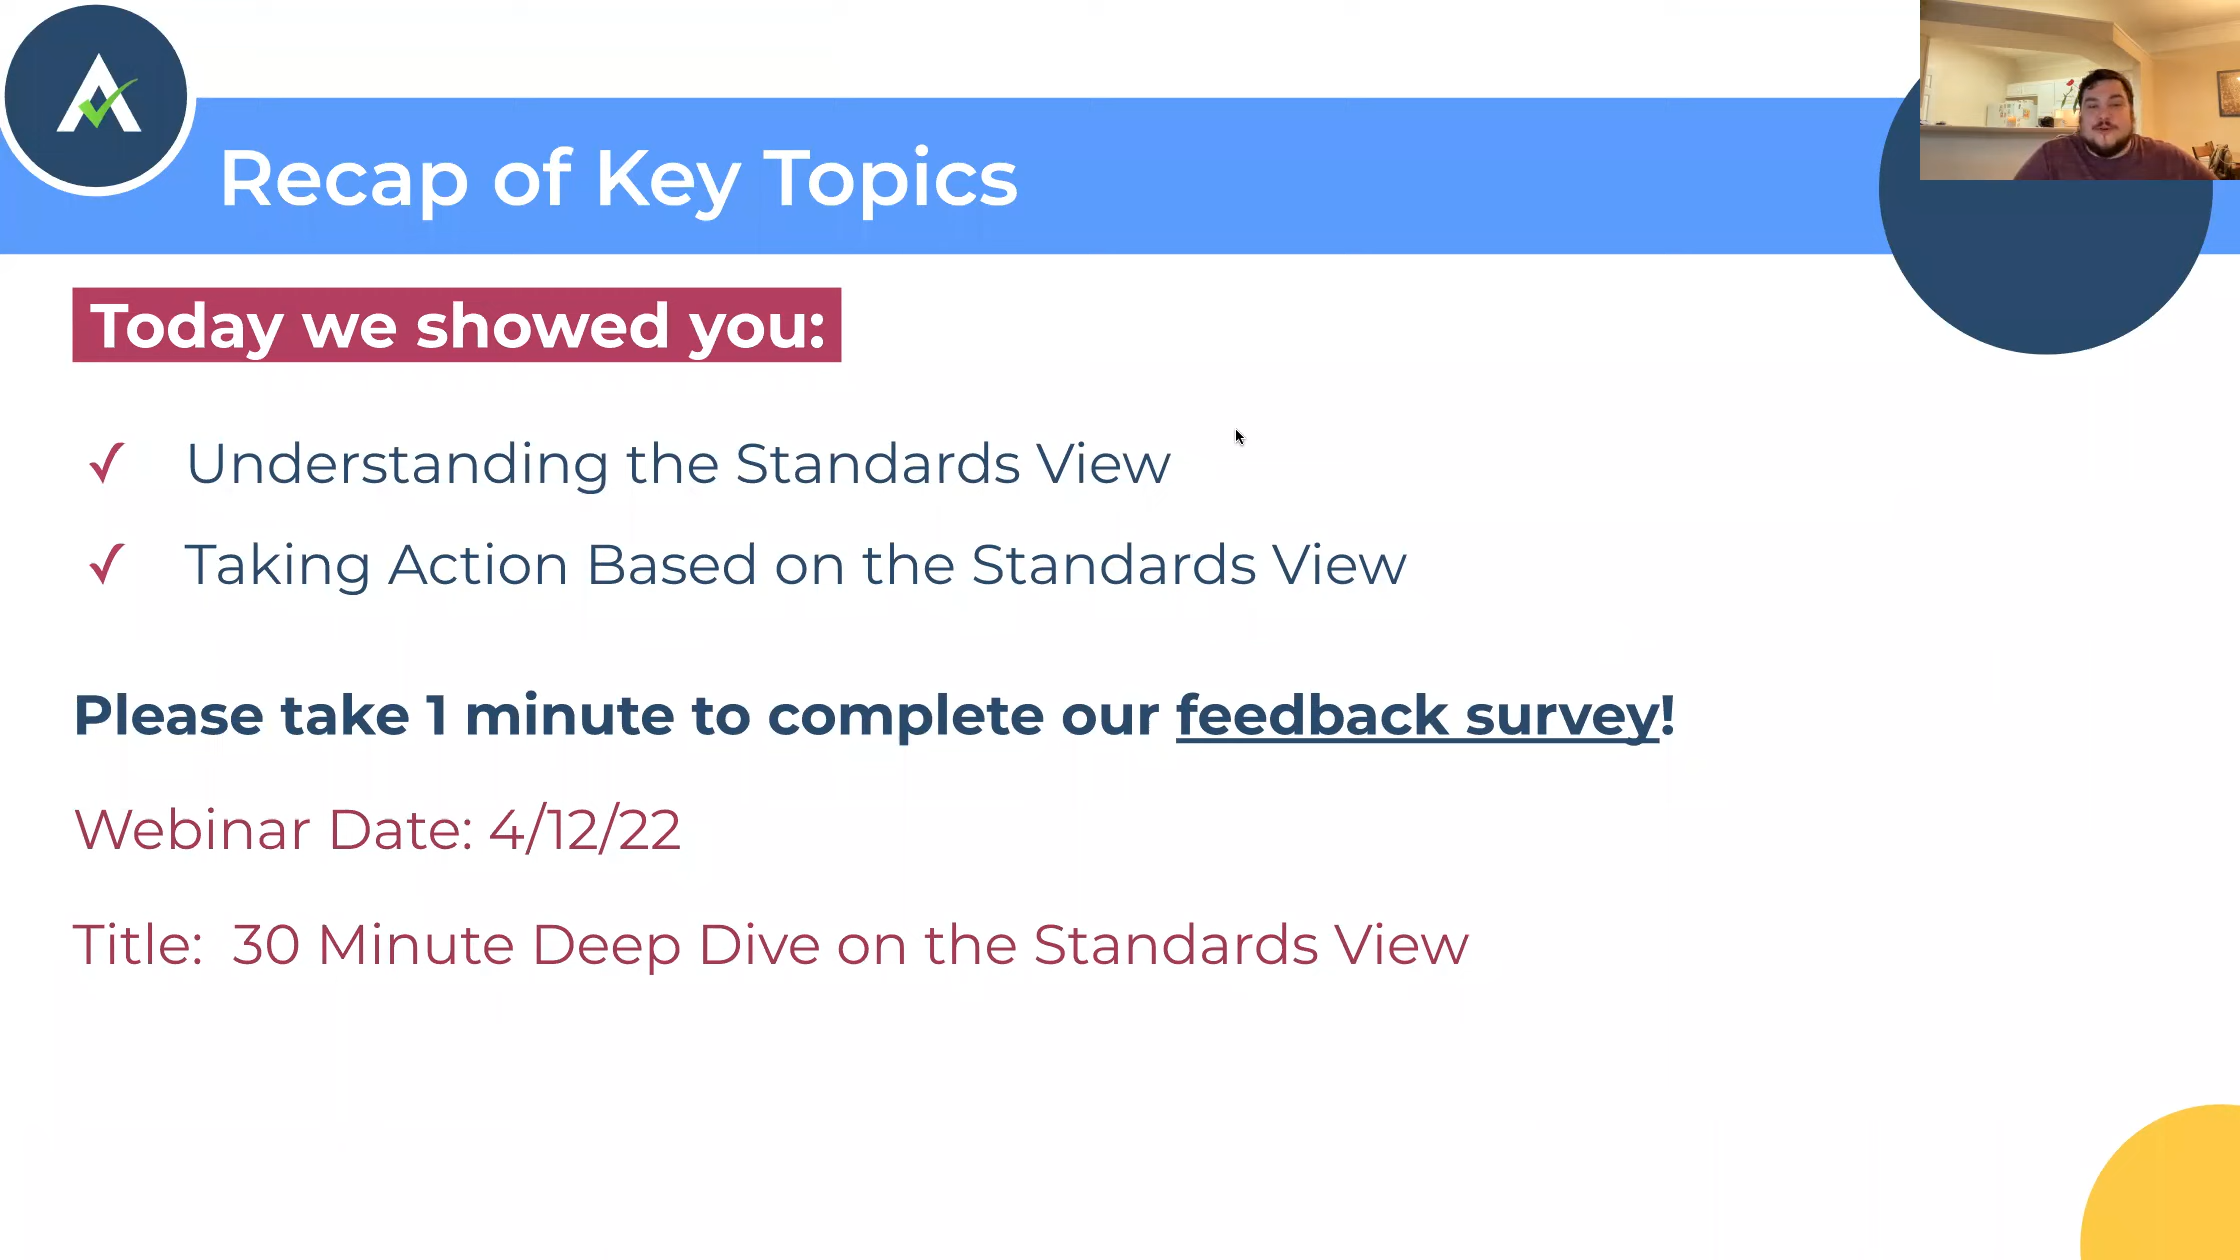 Recap of Key Topics
Today we showed you:
✓ Understanding the Standards View
✓ Taking Action Based on the Standards View
Please take 1 minute to complete our feedback survey!
Webinar Date: 4/12/22
Title: 30 Minute Deep Dive on the Standards View